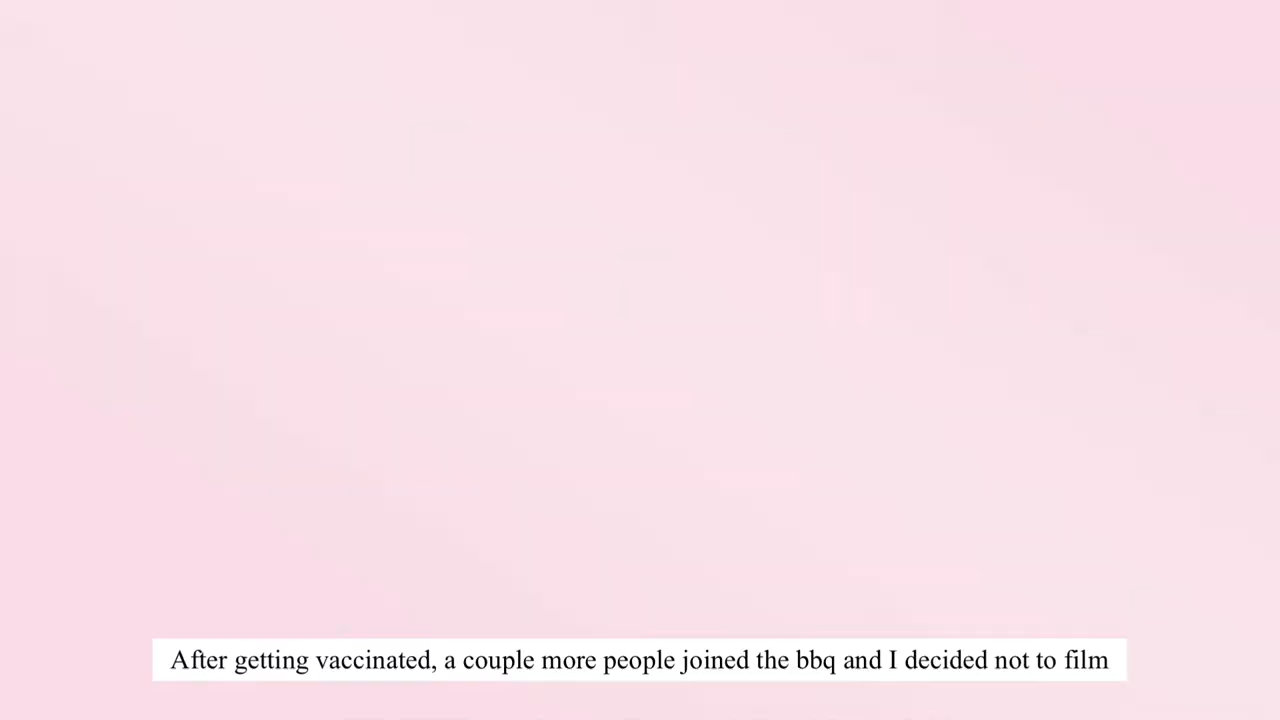 After getting vaccinated, a couple more people joined the bbq and I decided not to film